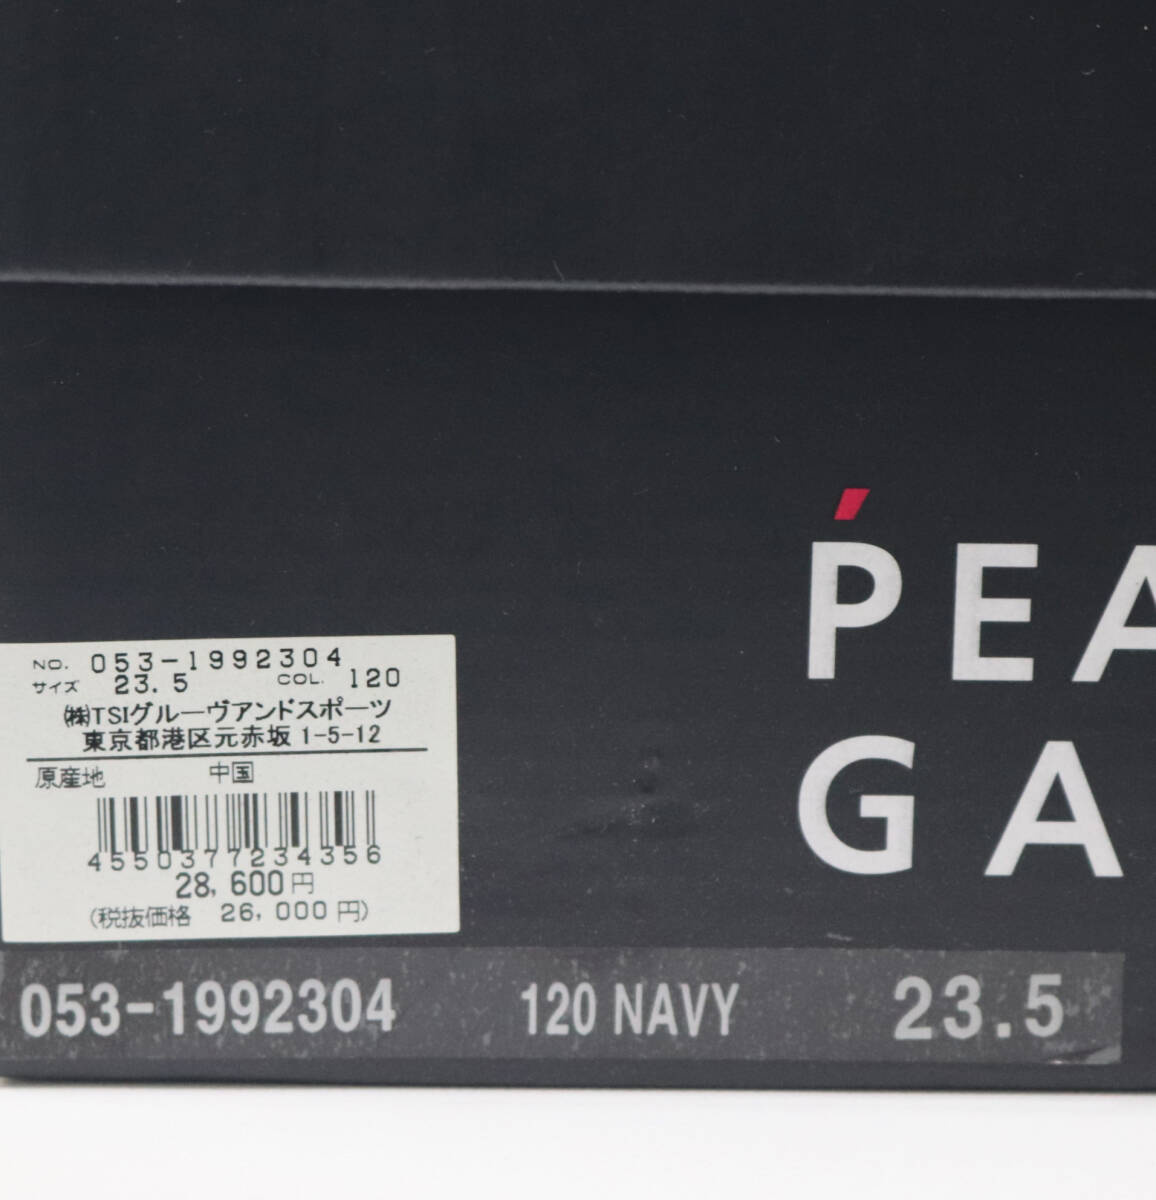 PEA
GA
NO. 053-1992304
サイズ 23.5 COL. 120
㈱TSIグルーヴアンドスポーツ
東京都港区元赤坂1-5-12
原産地 中国
4550377234356
28,600円
(税抜価格 26,000円)
053-1992304 120 NAVY 23.5